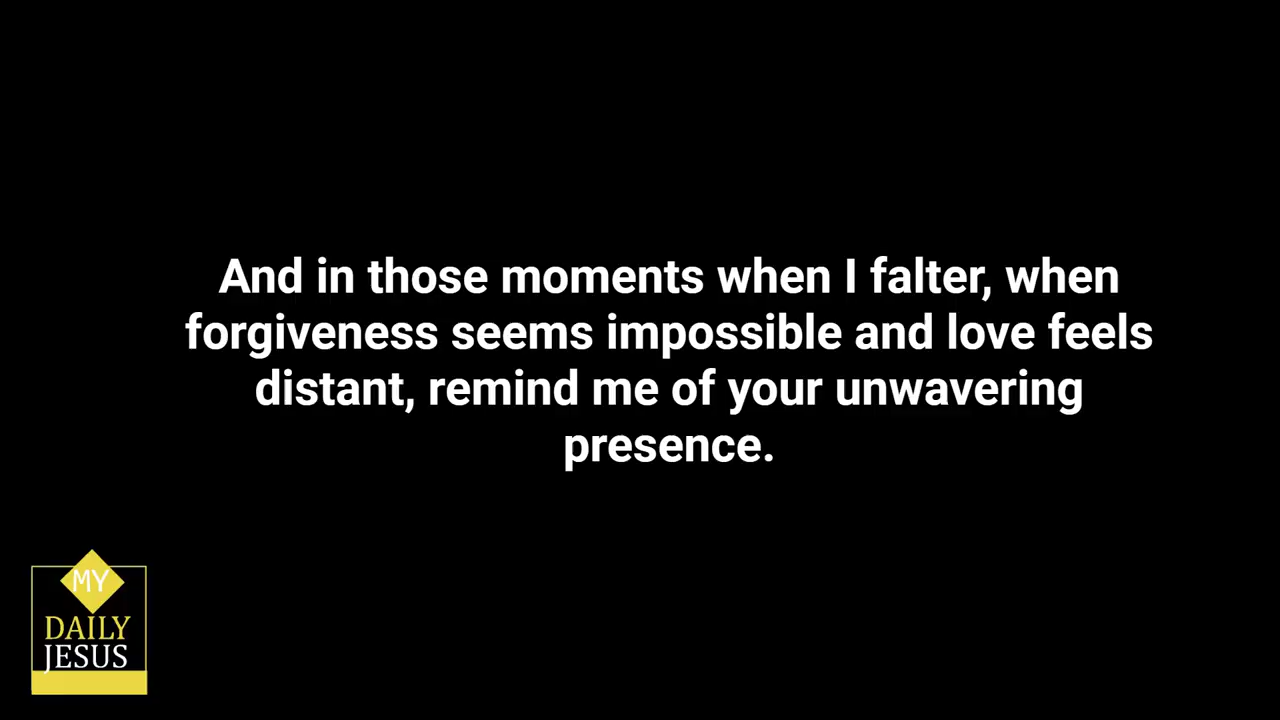 And in those moments when I falter, when
forgiveness seems impossible and love feels
distant, remind me of your unwavering
presence.
MY
DAILY
JESUS